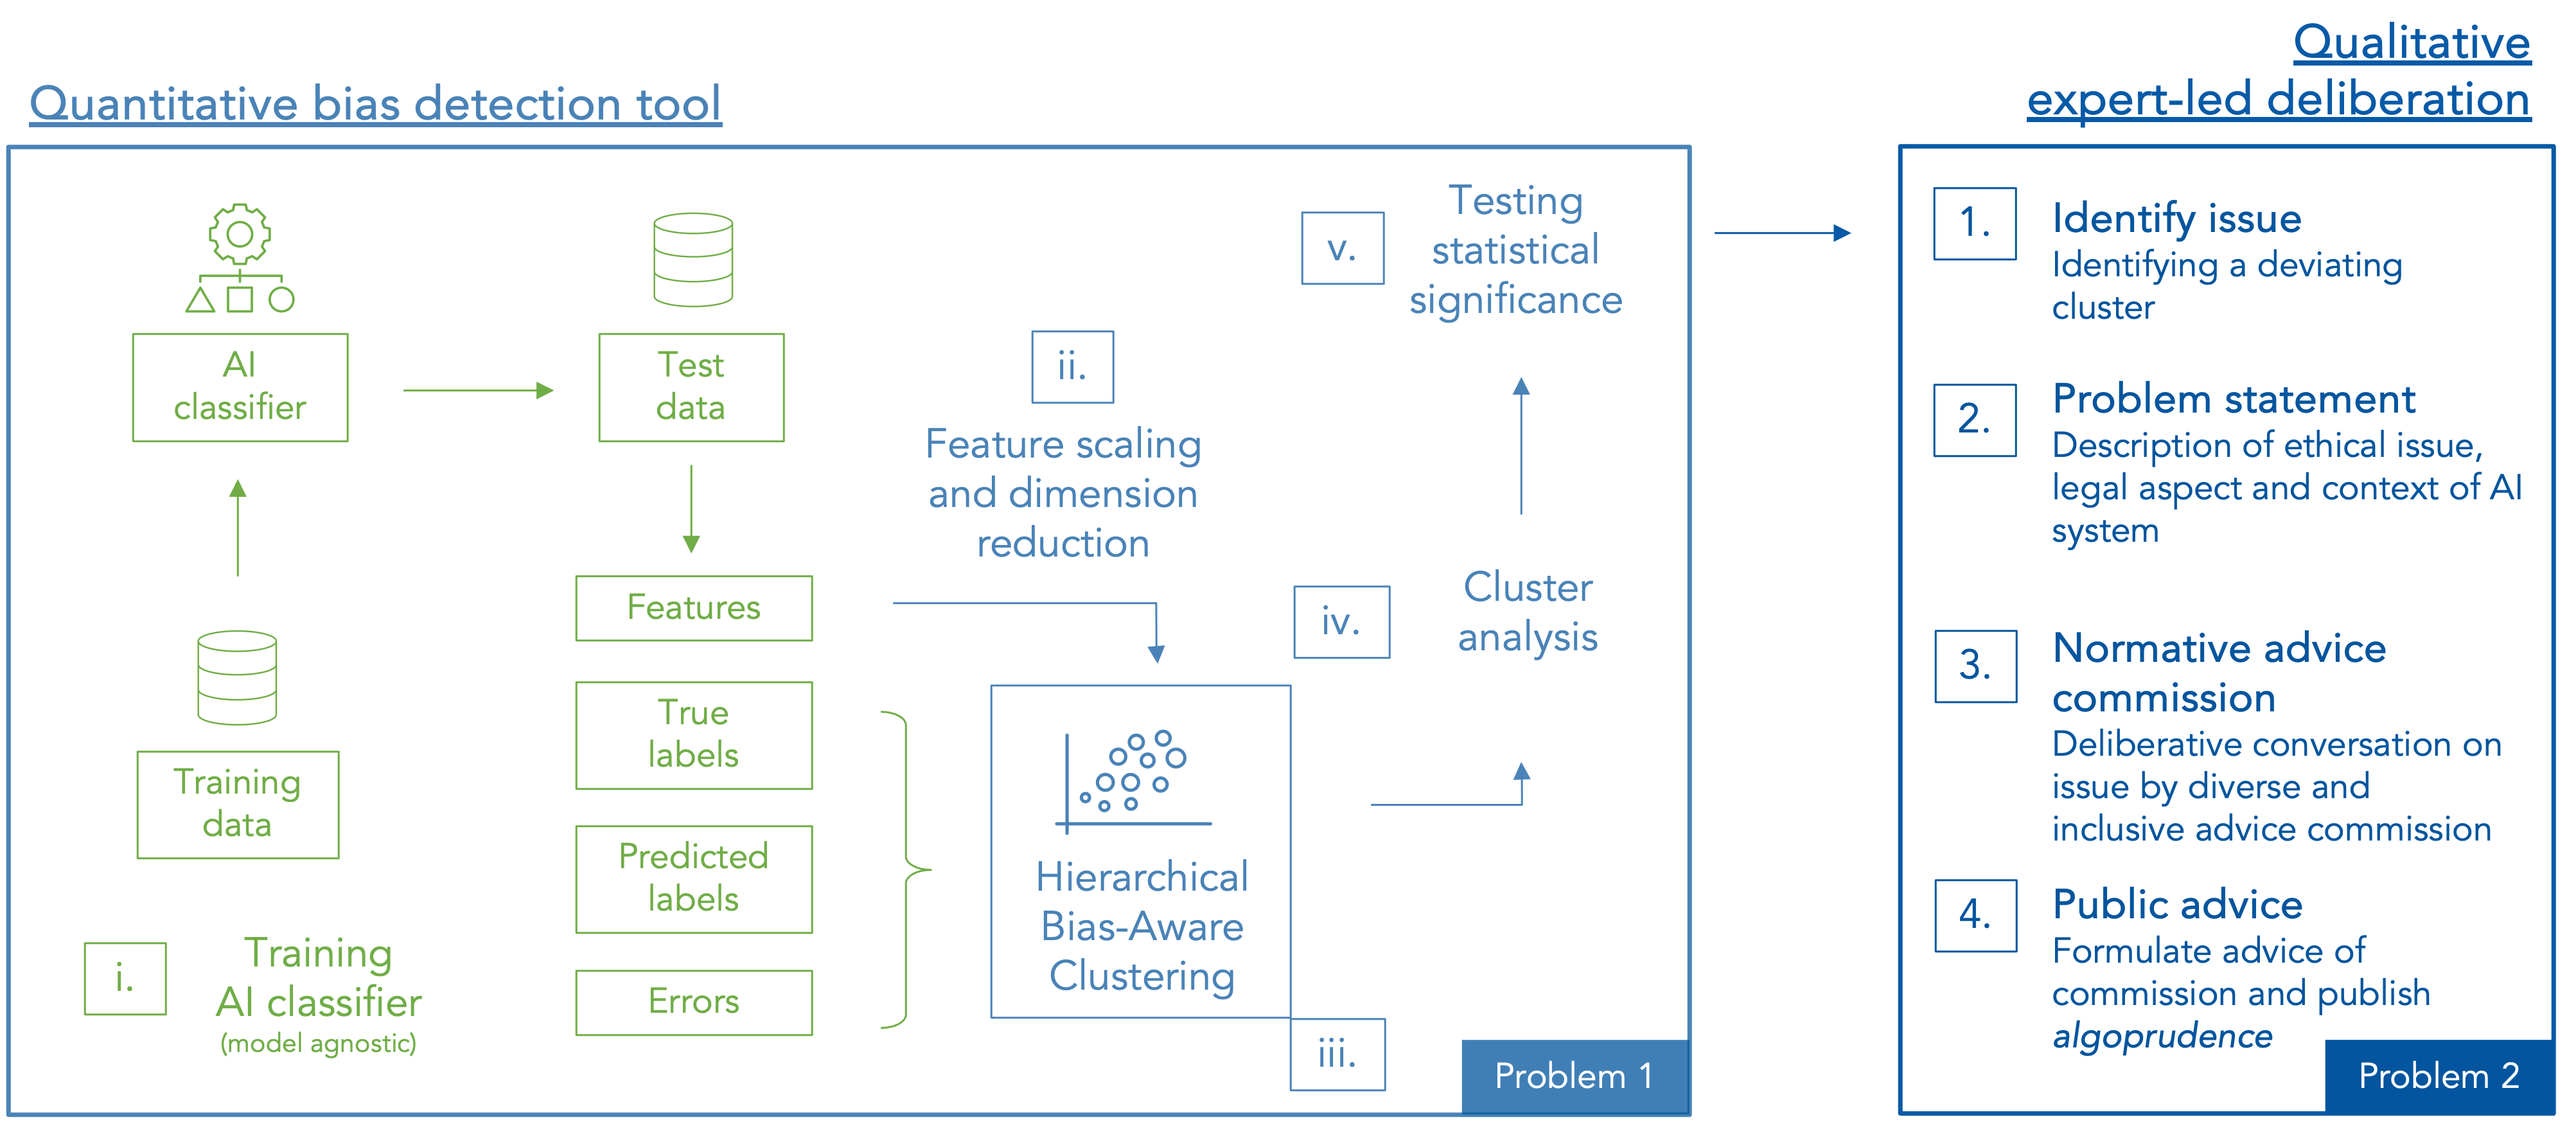 Quantitative bias detection tool
AI
classifier
Test
data
Features
True
labels
Predicted
labels
Errors
Training
data
i.
Training
AI classifier
(model agnostic)
ii.
Feature scaling
and dimension
reduction
Hierarchical
Bias-Aware
Clustering
iii.
iv.
Cluster
analysis
v.
Testing
statistical
significance
Problem 1
Qualitative
expert-led deliberation
1.
Identify issue
Identifying a deviating
cluster
2.
Problem statement
Description of ethical issue,
legal aspect and context of AI
system
3.
Normative advice
commission
Deliberative conversation on
issue by diverse and
inclusive advice commission
4.
Public advice
Formulate advice of
commission and publish
algoprudence
Problem 2